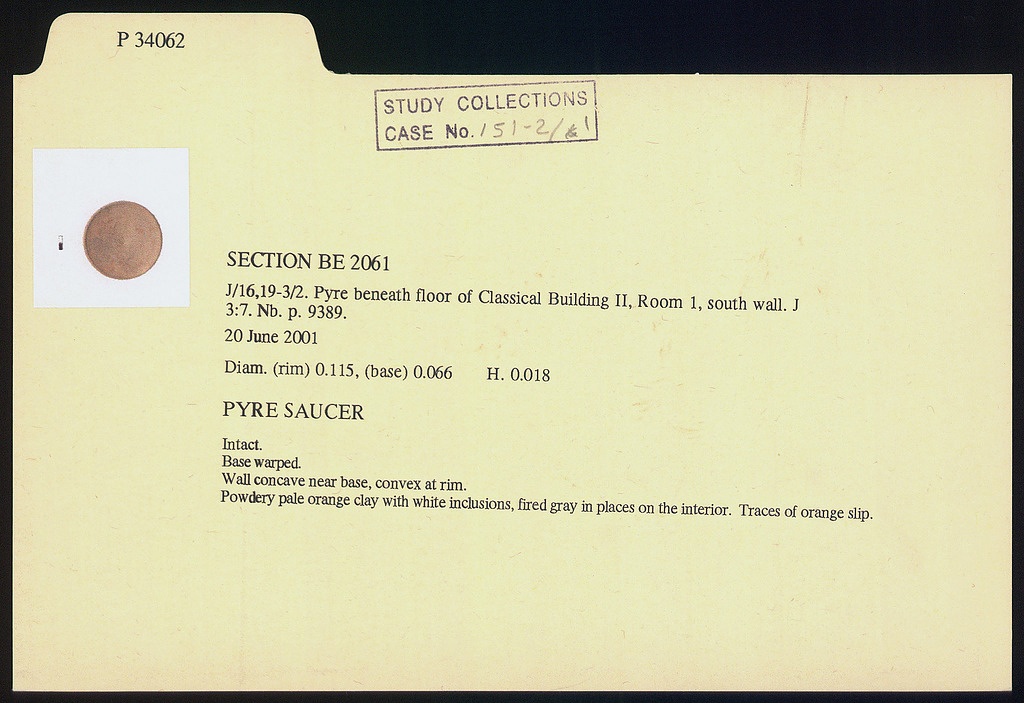 P 34062
STUDY COLLECTIONS
CASE No. 151-2/
SECTION BE 2061
J/16,19-3/2. Pyre beneath floor of Classical Building II, Room 1, south wall. J
3:7. Nb. p. 9389.
20 June 2001
Diam. (rim) 0.115, (base) 0.066 H. 0.018
PYRE SAUCER
Intact.
Base warped.
Wall concave near base, convex at rim.
Powdery pale orange clay with white inclusions, fired gray in places on the interior. Traces of orange slip.